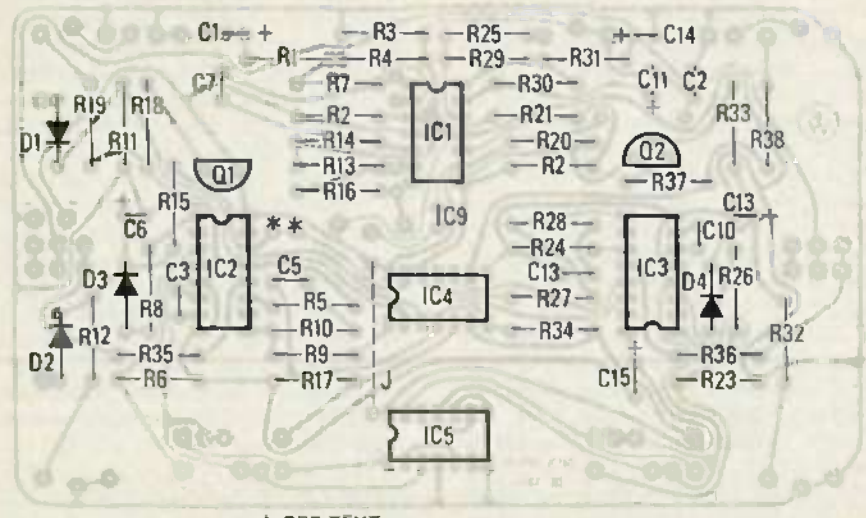 C1 + R3 R25 + C14
R1 R4 R29 R31
C7 R7 R30 C11 C2
R19 R18 R2 R21 + R33
D1 R11 R14 IC1 R20 Q2 R38
Q1 R13 R2
R16 R37
R15 + IC9 R28 C13 +
C6 ** R24 C10
D3 C3 IC2 C5 C13 IC3 D4 R26
R8 R5 IC4 R27
D2 R12 R10 R34 R32
R35 R9 + R36
R6 R17 J C15 R23
IC5
SEE TEXT